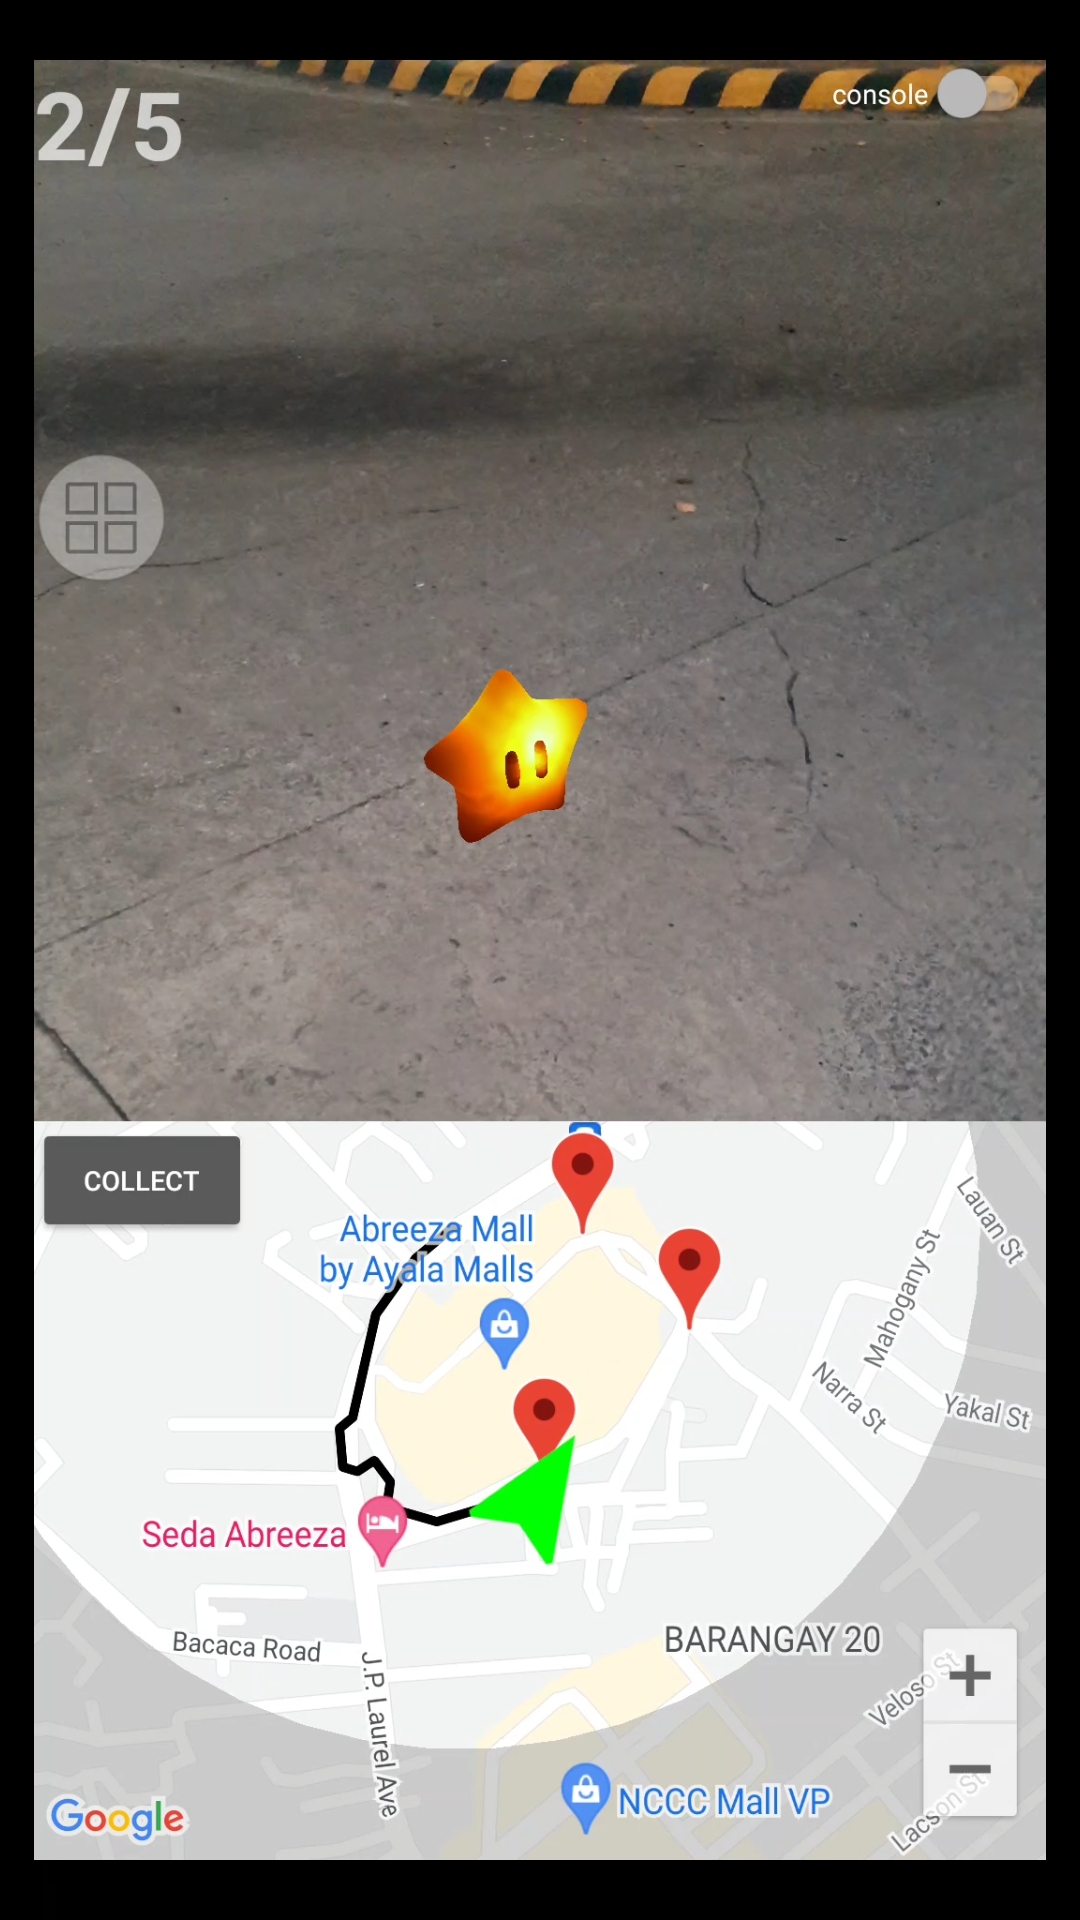 2/5
console
COLLECT
Abreeza Mall
by Ayala Malls
Lauan St
Mahogany St
Narra St
Yakal St
Seda Abreeza
BARANGAY 20
Bacaca Road
J.P. Laurel Ave
Veloso St
+
−
NCCC Mall VP
Lacson St
Google